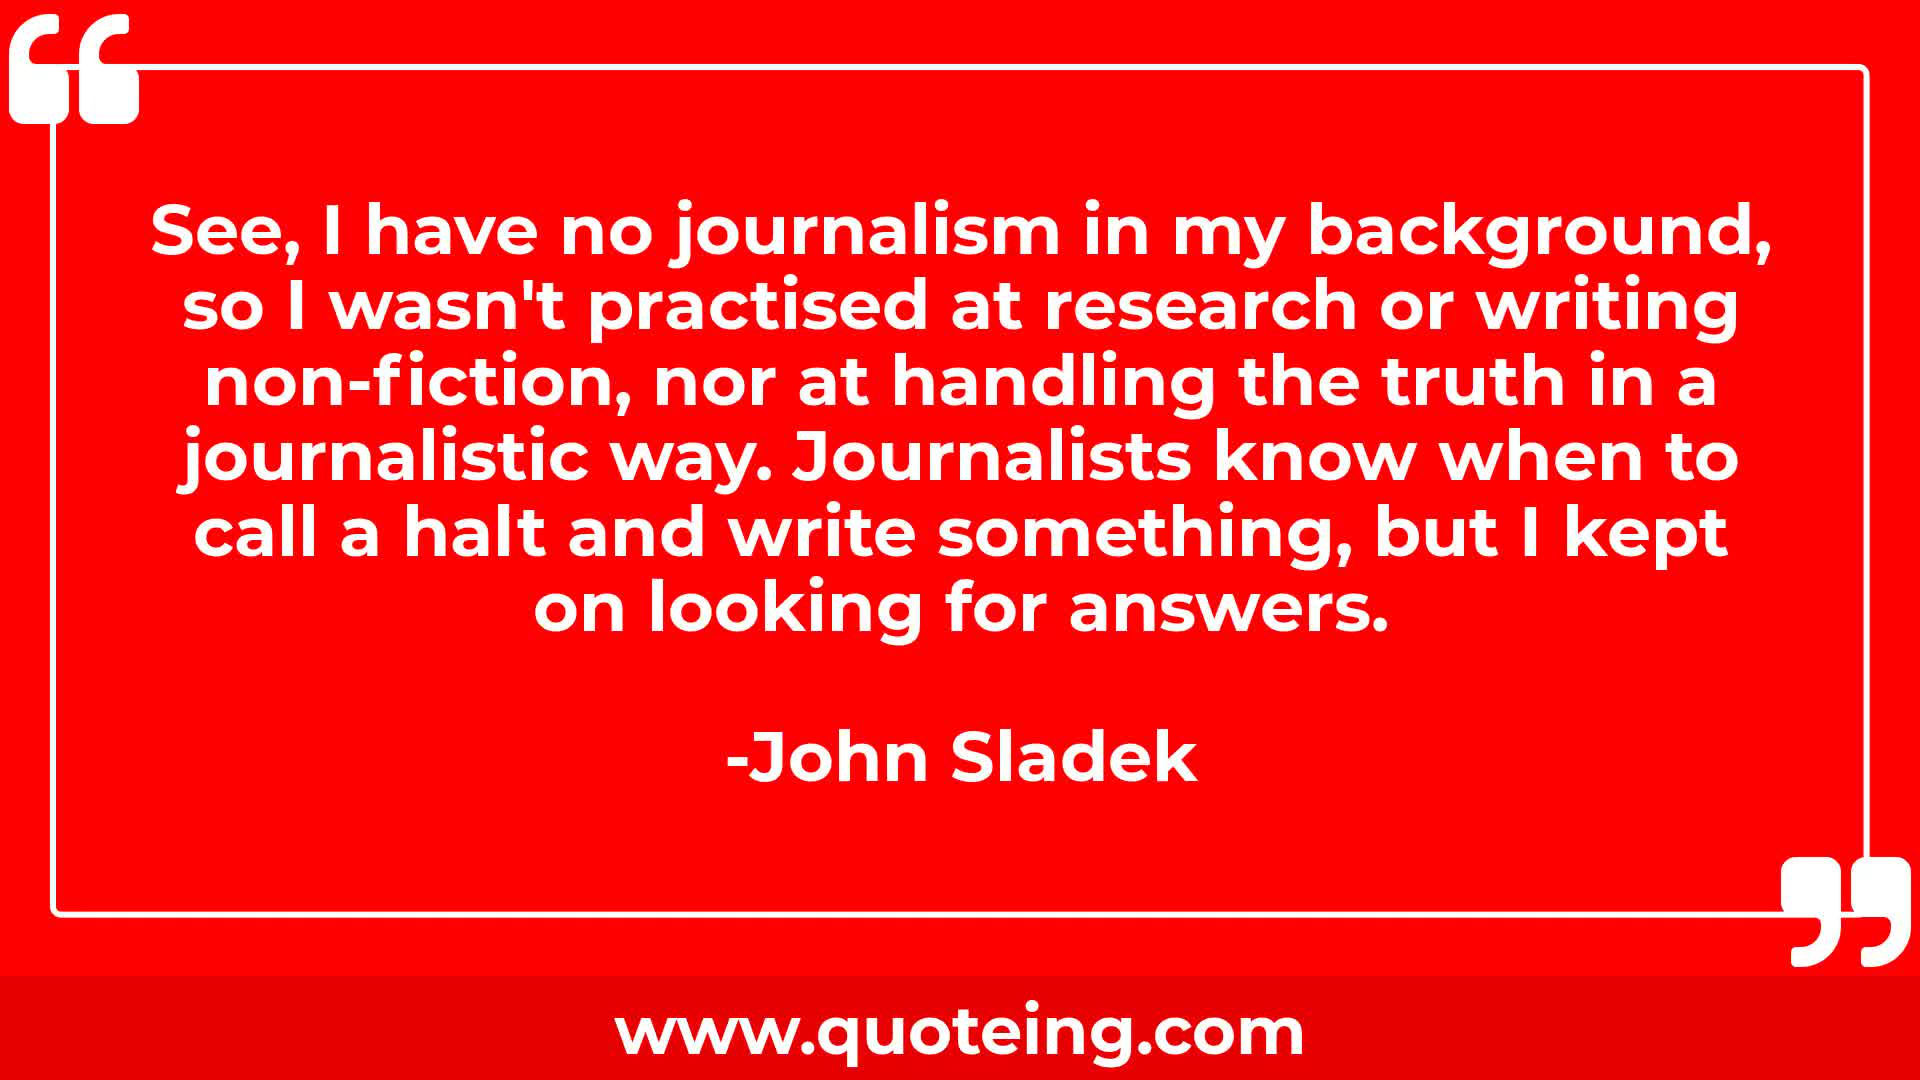 See, I have no journalism in my background,
so I wasn't practised at research or writing
non-fiction, nor at handling the truth in a
journalistic way. Journalists know when to
call a halt and write something, but I kept
on looking for answers.
-John Sladek
www.quoteing.com